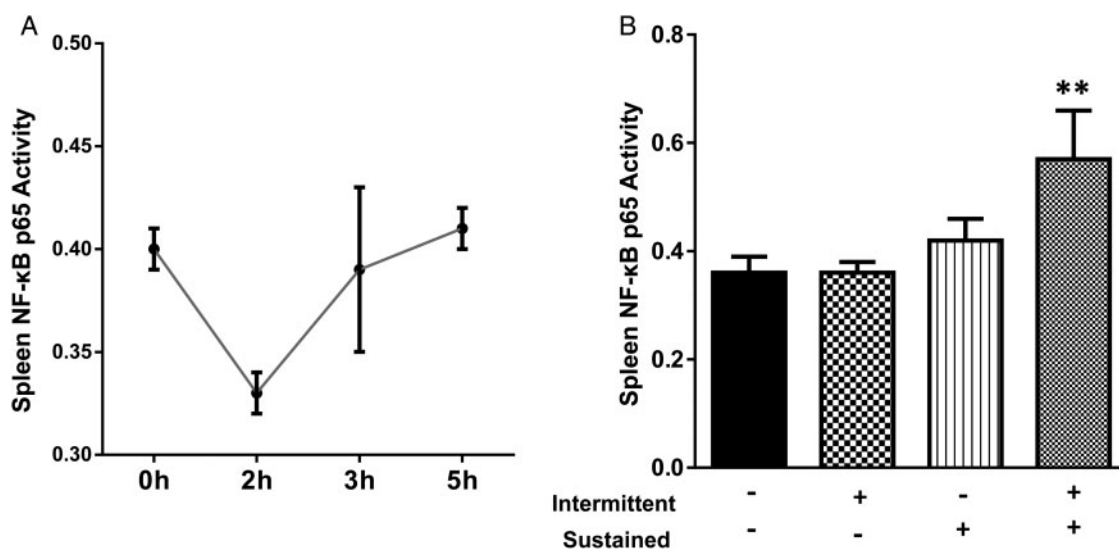 A
Spleen NF-κB p65 Activity
0.50
0.45
0.40
0.35
0.30
0h 2h 3h 5h
B
Spleen NF-κB p65 Activity
0.8
0.6
0.4
0.2
0.0
**
Intermittent - + - +
Sustained - - + +